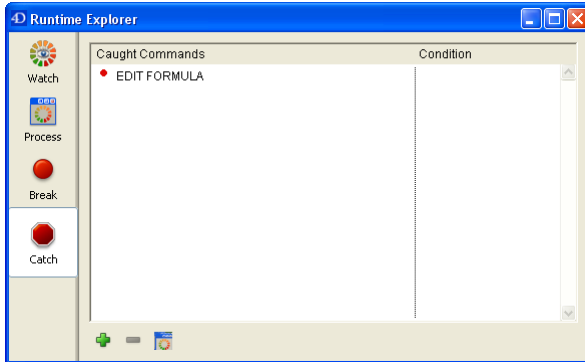 4D Runtime Explorer
Watch
Process
Break
Catch
Caught Commands Condition
EDIT FORMULA